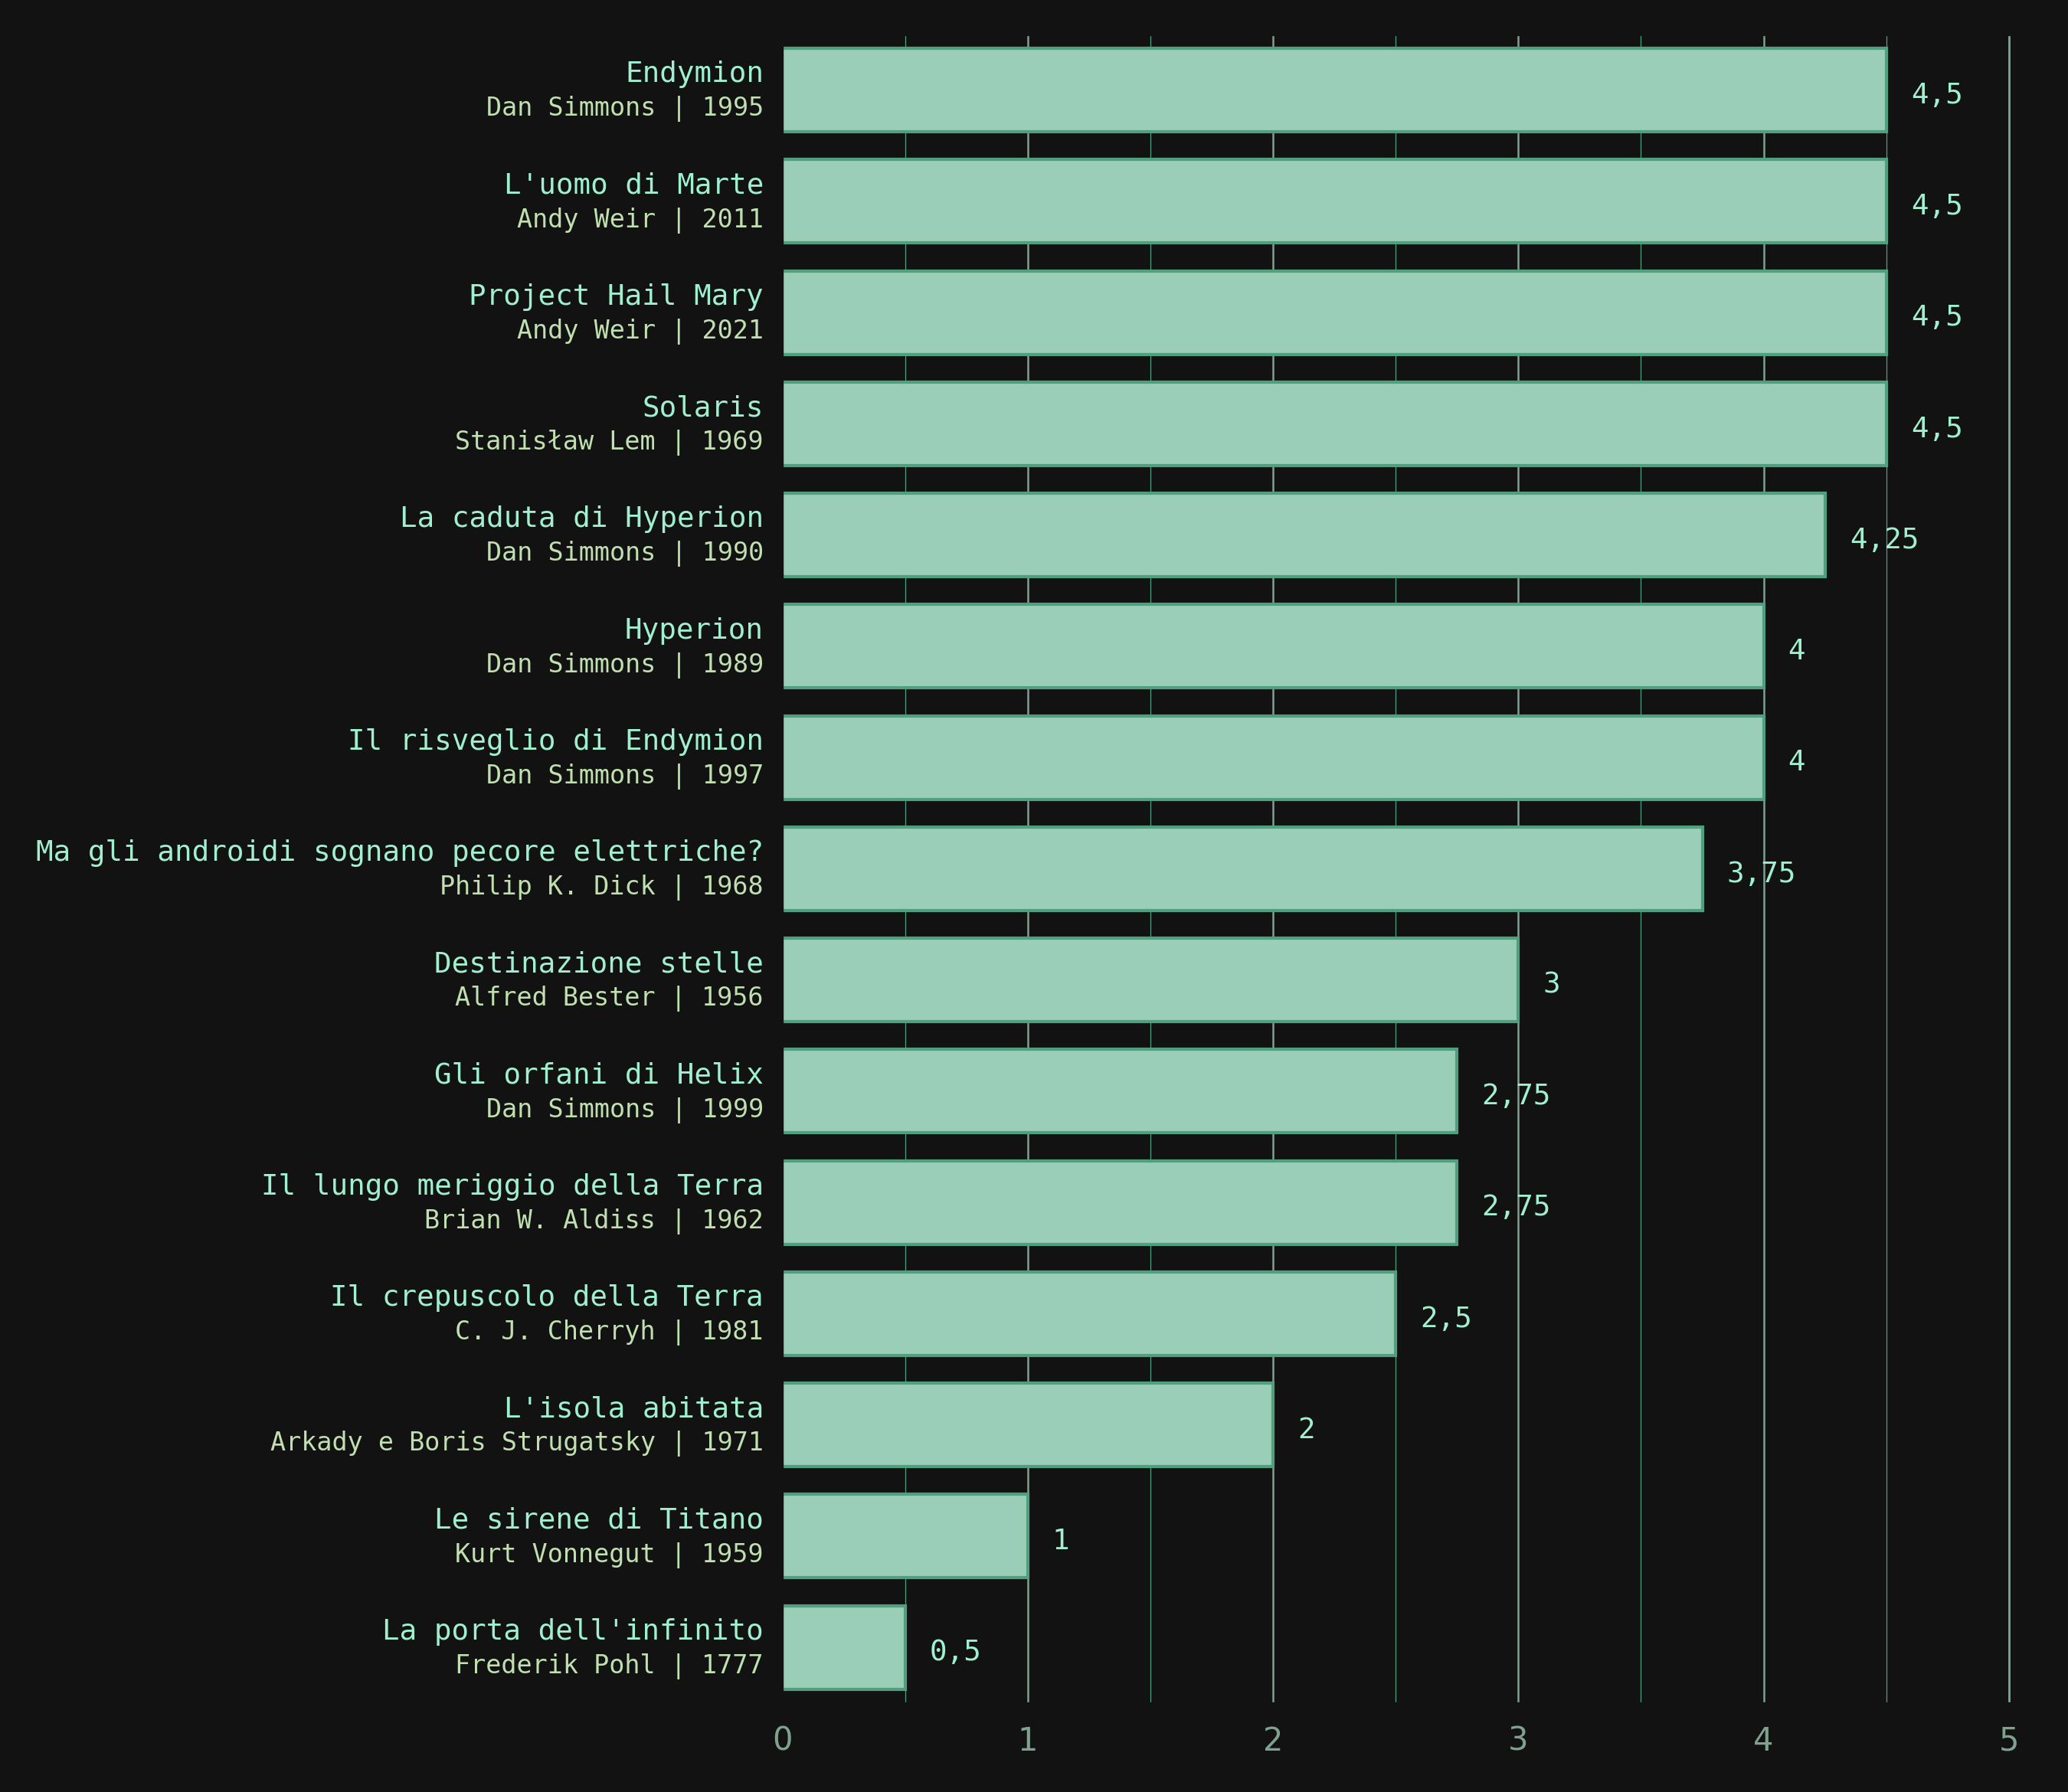 Endymion
Dan Simmons | 1995
4,5
L'uomo di Marte
Andy Weir | 2011
4,5
Project Hail Mary
Andy Weir | 2021
4,5
Solaris
Stanisław Lem | 1969
4,5
La caduta di Hyperion
Dan Simmons | 1990
4,25
Hyperion
Dan Simmons | 1989
4
Il risveglio di Endymion
Dan Simmons | 1997
4
Ma gli androidi sognano pecore elettriche?
Philip K. Dick | 1968
3,75
Destinazione stelle
Alfred Bester | 1956
3
Gli orfani di Helix
Dan Simmons | 1999
2,75
Il lungo meriggio della Terra
Brian W. Aldiss | 1962
2,75
Il crepuscolo della Terra
C. J. Cherryh | 1981
2,5
L'isola abitata
Arkady e Boris Strugatsky | 1971
2
Le sirene di Titano
Kurt Vonnegut | 1959
1
La porta dell'infinito
Frederik Pohl | 1777
0,5
0 1 2 3 4 5